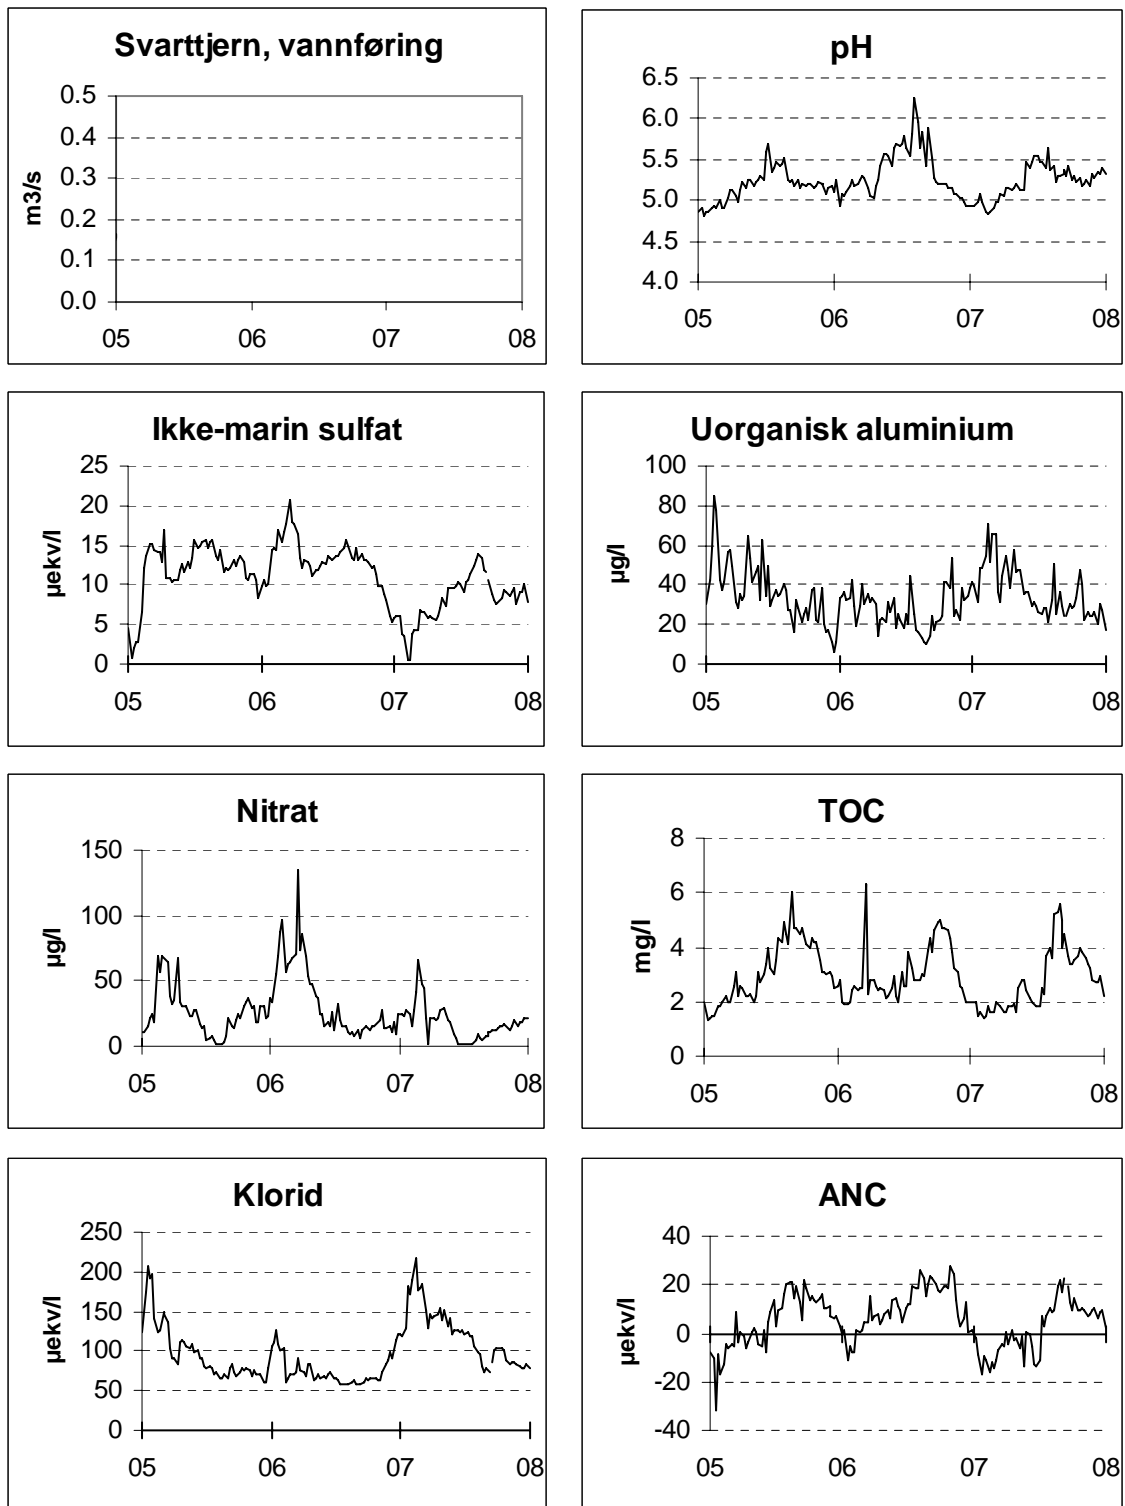 Svarttjern, vannføring
m3/s
0.5
0.4
0.3
0.2
0.1
0.0
05 06 07 08
pH
6.5
6.0
5.5
5.0
4.5
4.0
05 06 07 08
Ikke-marin sulfat
µekv/l
25
20
15
10
5
0
05 06 07 08
Uorganisk aluminium
µg/l
100
80
60
40
20
0
05 06 07 08
Nitrat
µg/l
150
100
50
0
05 06 07 08
TOC
mg/l
8
6
4
2
0
05 06 07 08
Klorid
µekv/l
250
200
150
100
50
0
05 06 07 08
ANC
µekv/l
40
20
0
-20
-40
05 06 07 08